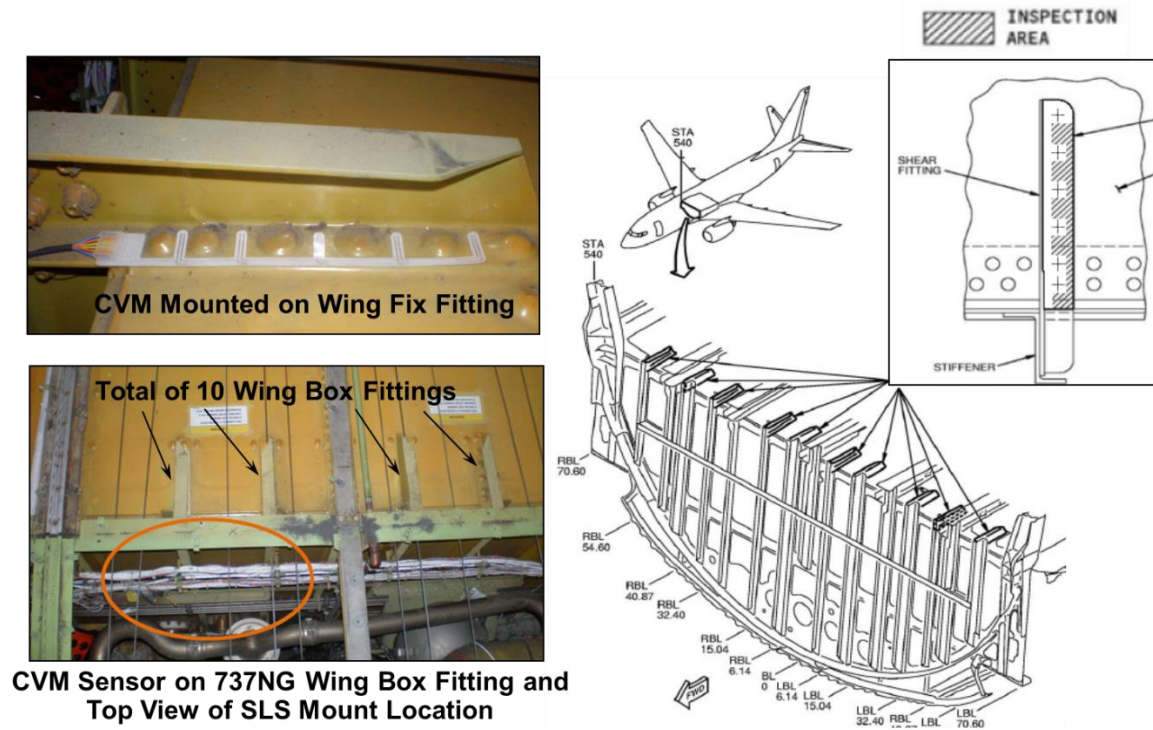 INSPECTION
AREA
CVM Mounted on Wing Fix Fitting
Total of 10 Wing Box Fittings
CVM Sensor on 737NG Wing Box Fitting and
Top View of SLS Mount Location
STA
540
SHEAR
FITTING
STIFFENER
STA
540
RBL
70.60
RBL
54.60
RBL
40.87
RBL
32.40
RBL
15.04
RBL
6.14
BL
0
LBL
6.14
LBL
15.04
LBL
32.40
RBL
LBL
LBL
70.60
FWD